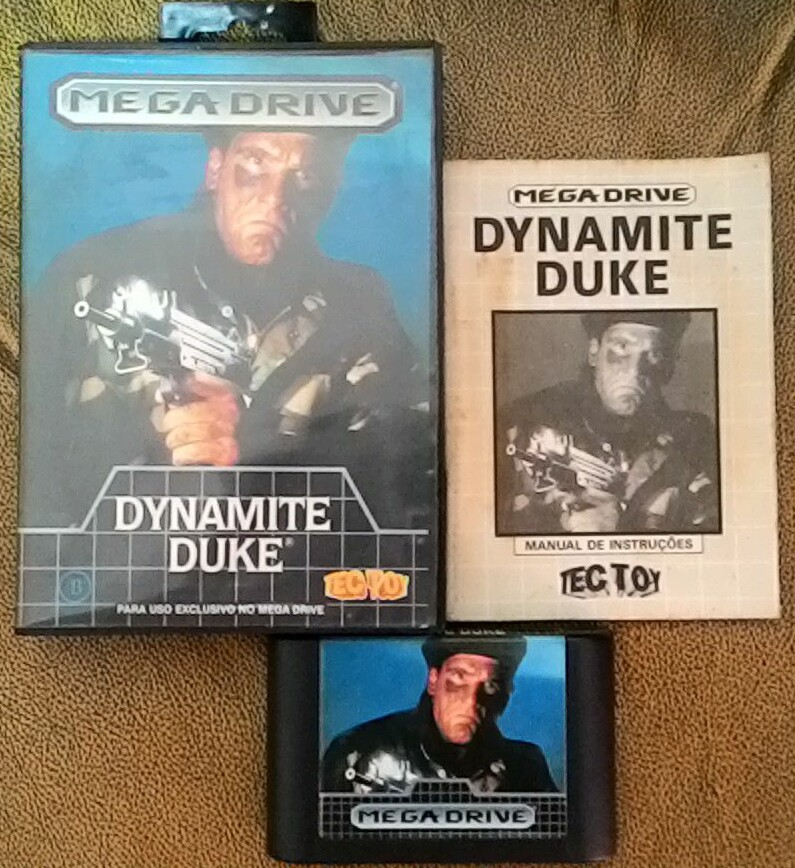 MEGA DRIVE
DYNAMITE
DUKE®
B
TEC TOY
PARA USO EXCLUSIVO NO MEGA DRIVE
MEGA DRIVE
DYNAMITE
DUKE
MANUAL DE INSTRUÇÕES
TEC TOY
DUKE
MEGA DRIVE